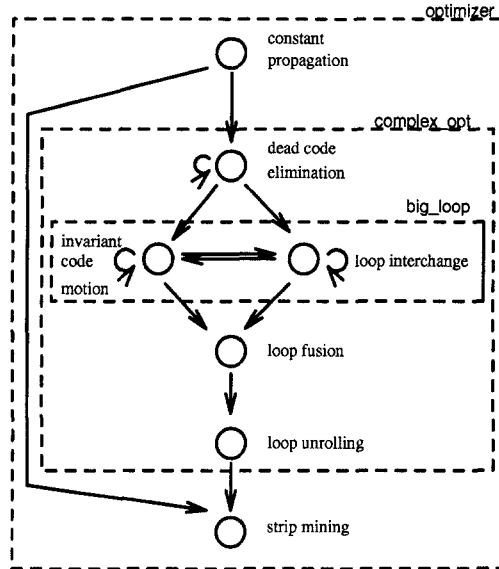 optimizer
constant
propagation
complex_opt
dead code
elimination
big_loop
invariant
code
motion
loop interchange
loop fusion
loop unrolling
strip mining